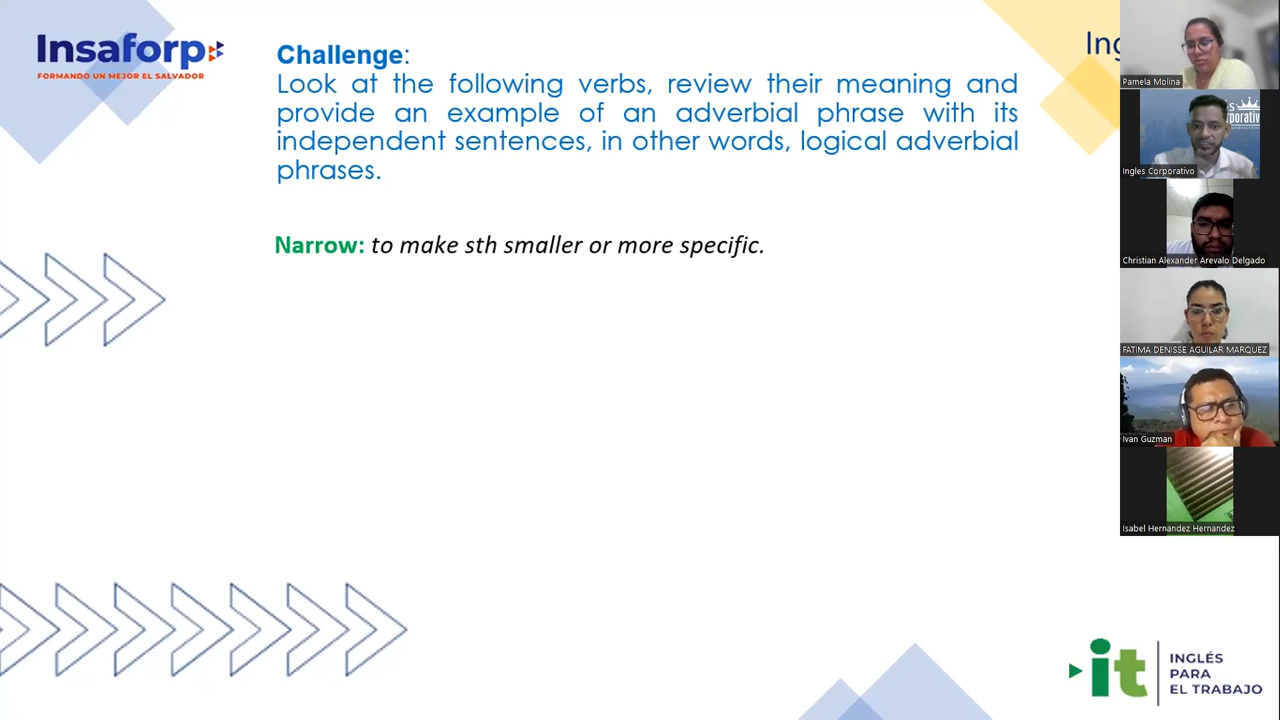 Insaforp
FORMANDO UN MEJOR EL SALVADOR
Challenge:
Look at the following verbs, review their meaning and
provide an example of an adverbial phrase with its
independent sentences, in other words, logical adverbial
phrases.
Narrow: to make sth smaller or more specific.
Ing
Pamela Molina
Ingles Corporativo
Christian Alexander Arevalo Delgado
FATIMA DENISSE AGUILAR MARQUEZ
Ivan Guzman
Isabel Hernandez Hernandez
it
INGLÉS
PARA
EL TRABAJO